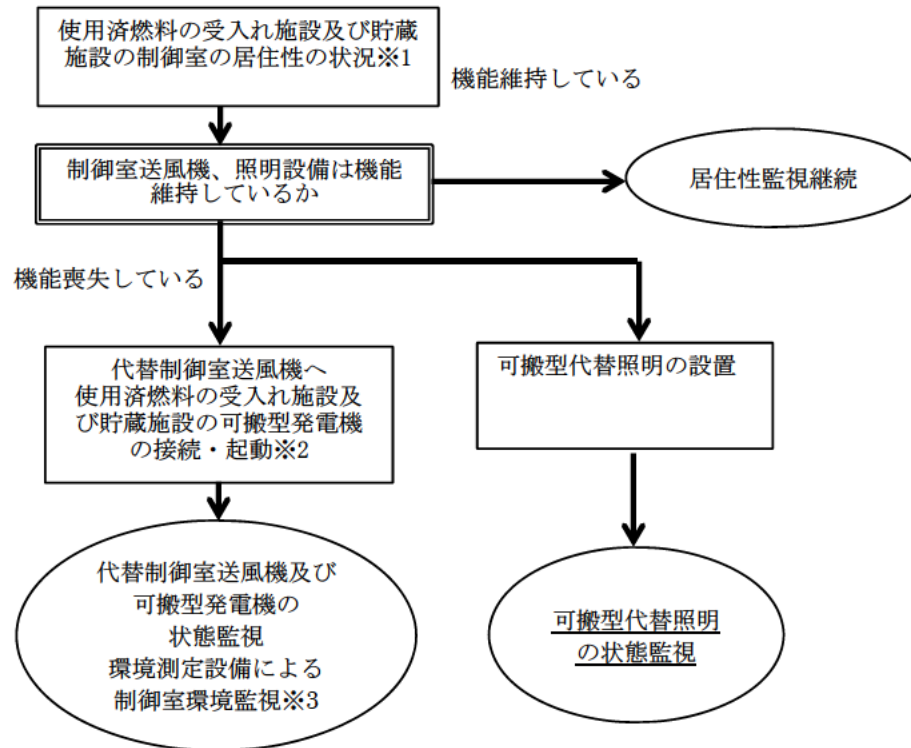 使用済燃料の受入れ施設及び貯蔵
施設の制御室の居住性の状況※1
機能維持している
制御室送風機、照明設備は機能
維持しているか
居住性監視継続
機能喪失している
代替制御室送風機へ
使用済燃料の受入れ施設及
び貯蔵施設の可搬型発電機
の接続・起動※2
可搬型代替照明の設置
代替制御室送風機及び
可搬型発電機の
状態監視
環境測定設備による
制御室環境監視※3
可搬型代替照明
の状態監視